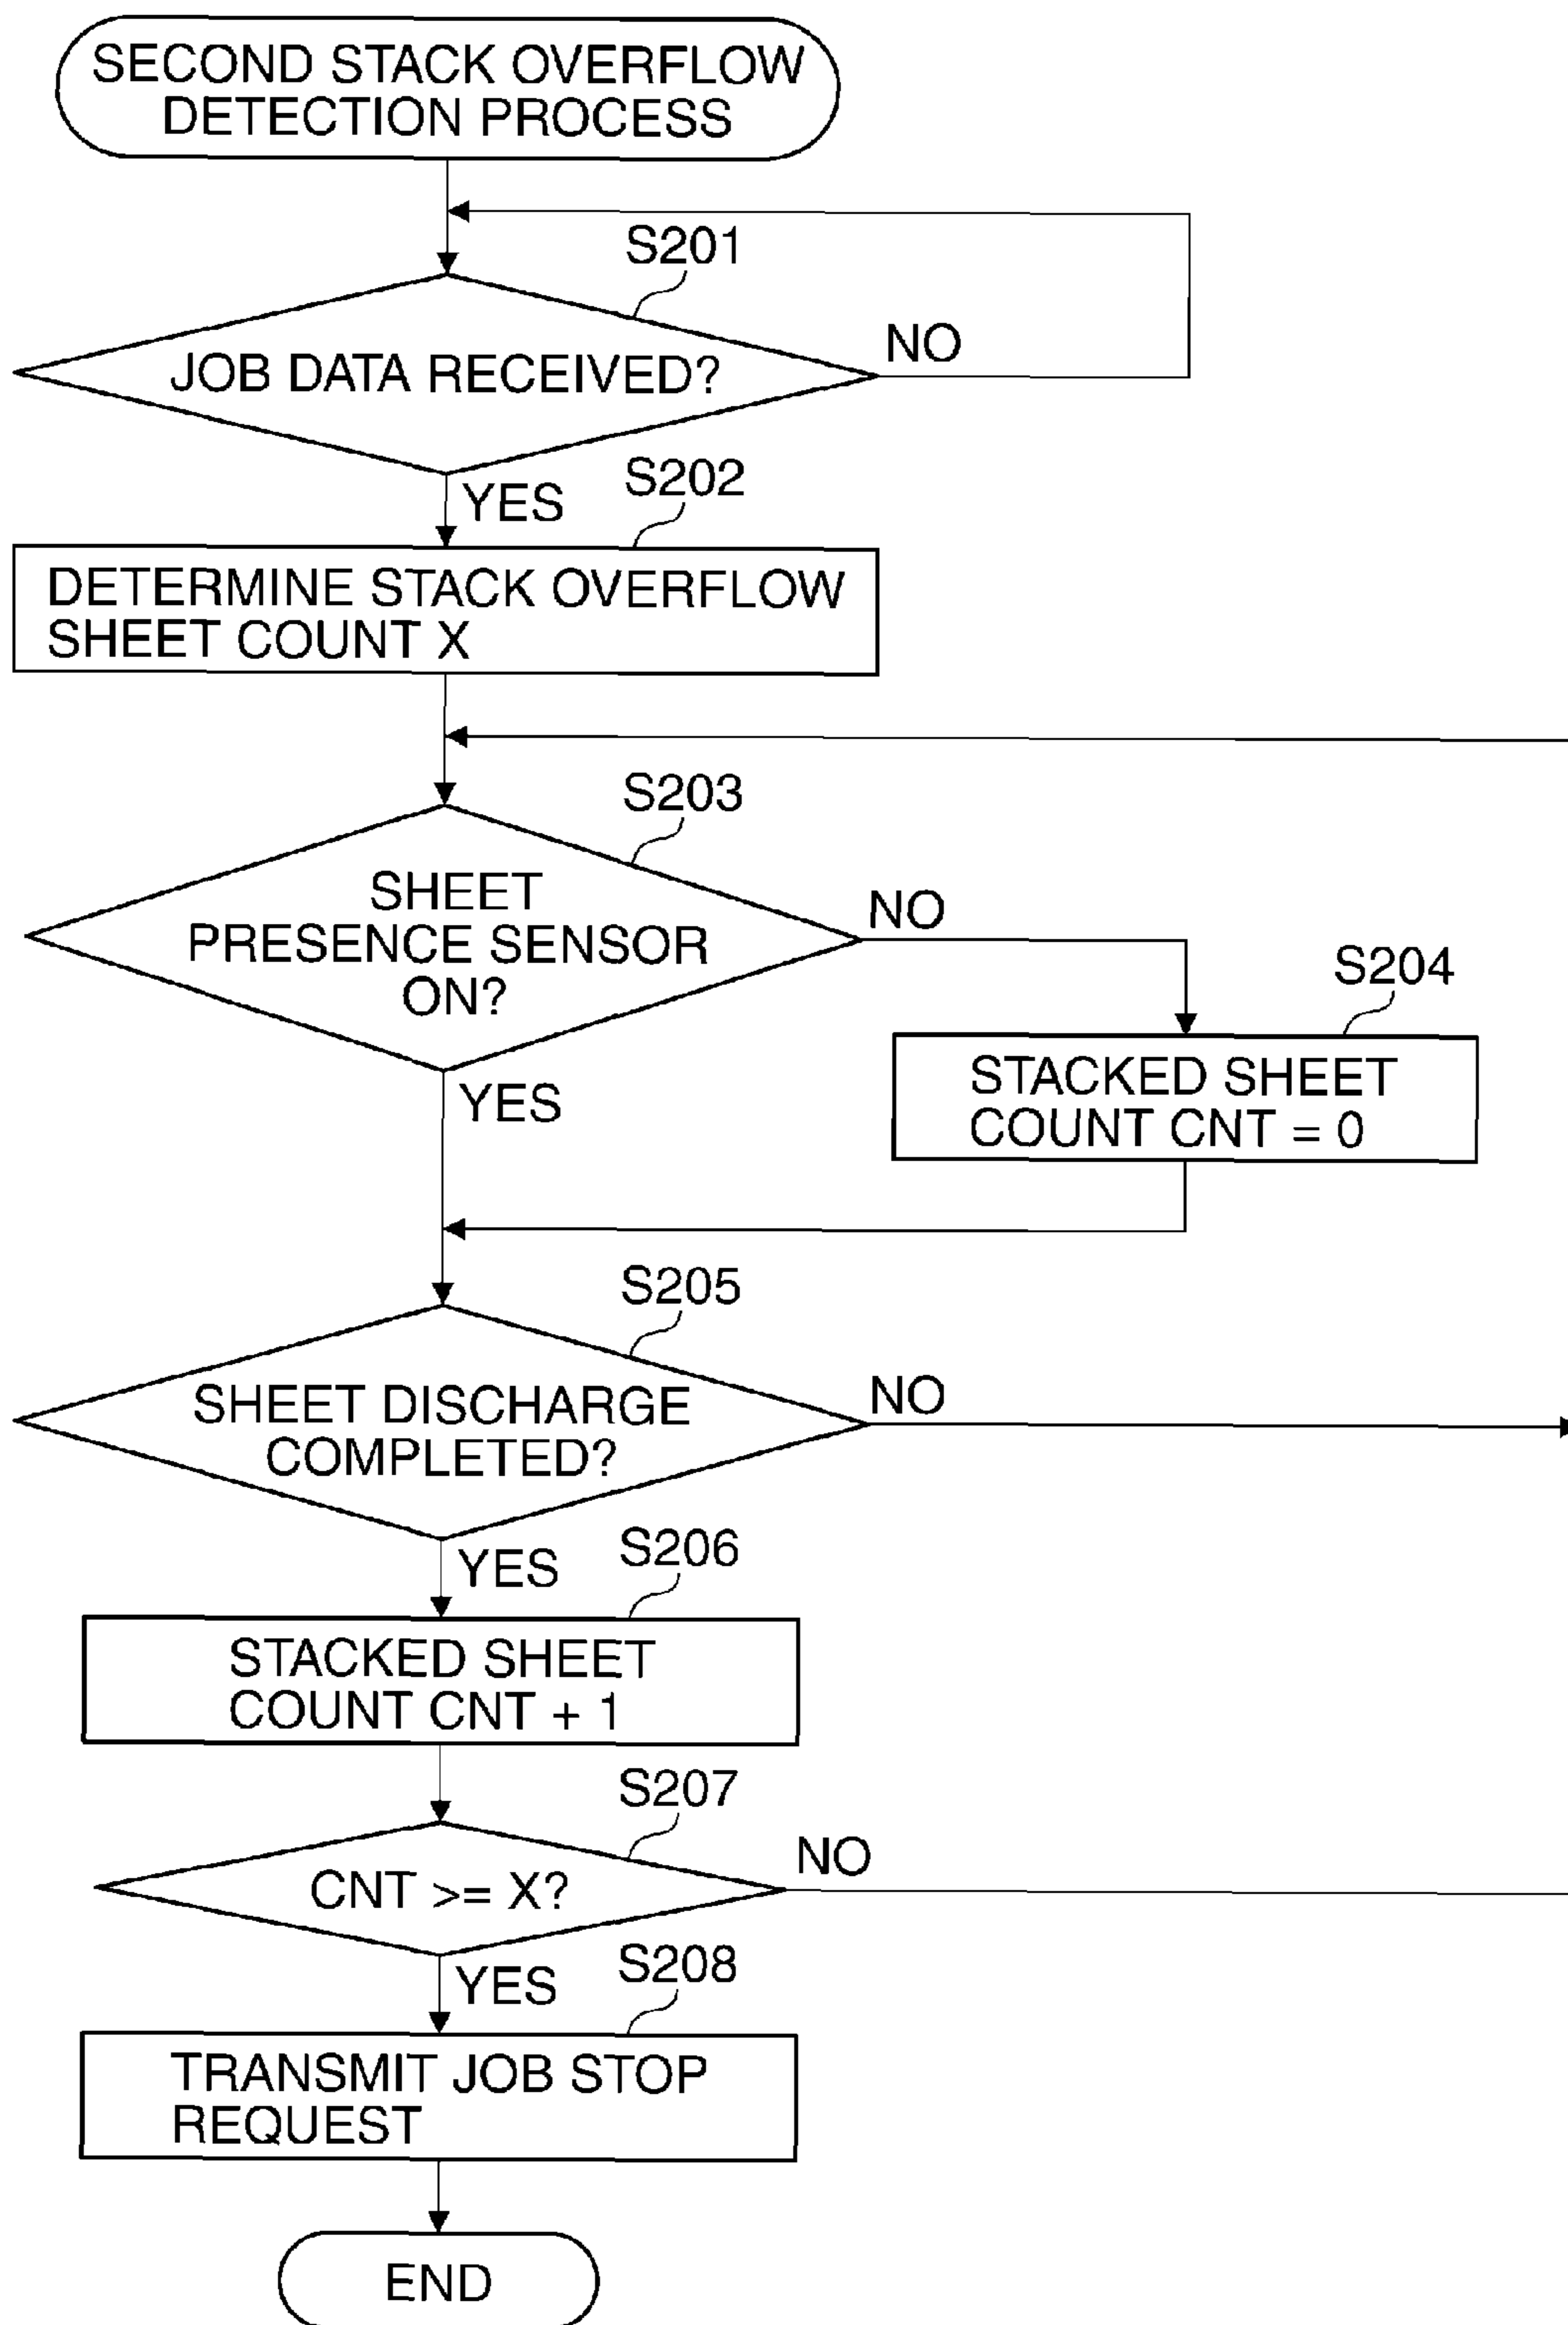 SECOND STACK OVERFLOW
DETECTION PROCESS
S201
JOB DATA RECEIVED?
NO
YES
S202
DETERMINE STACK OVERFLOW
SHEET COUNT X
S203
SHEET
PRESENCE SENSOR
ON?
NO
YES
S204
STACKED SHEET
COUNT CNT = 0
S205
SHEET DISCHARGE
COMPLETED?
NO
YES
S206
STACKED SHEET
COUNT CNT + 1
S207
CNT >= X?
NO
YES
S208
TRANSMIT JOB STOP
REQUEST
END